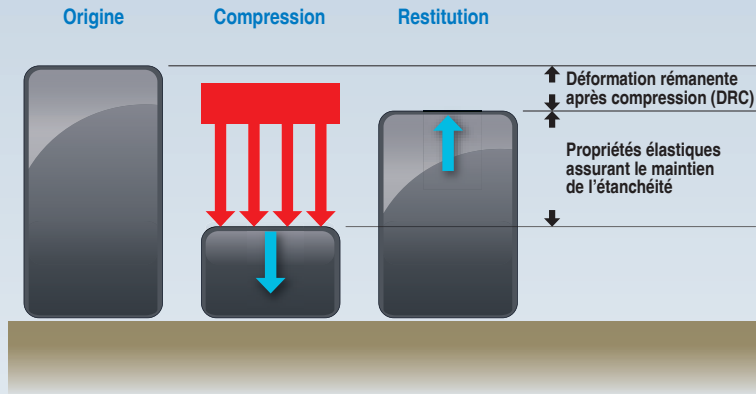 Origine
Compression
Restitution
Déformation rémanente
après compression (DRC)
Propriétés élastiques
assurant le maintien
de l'étanchéité